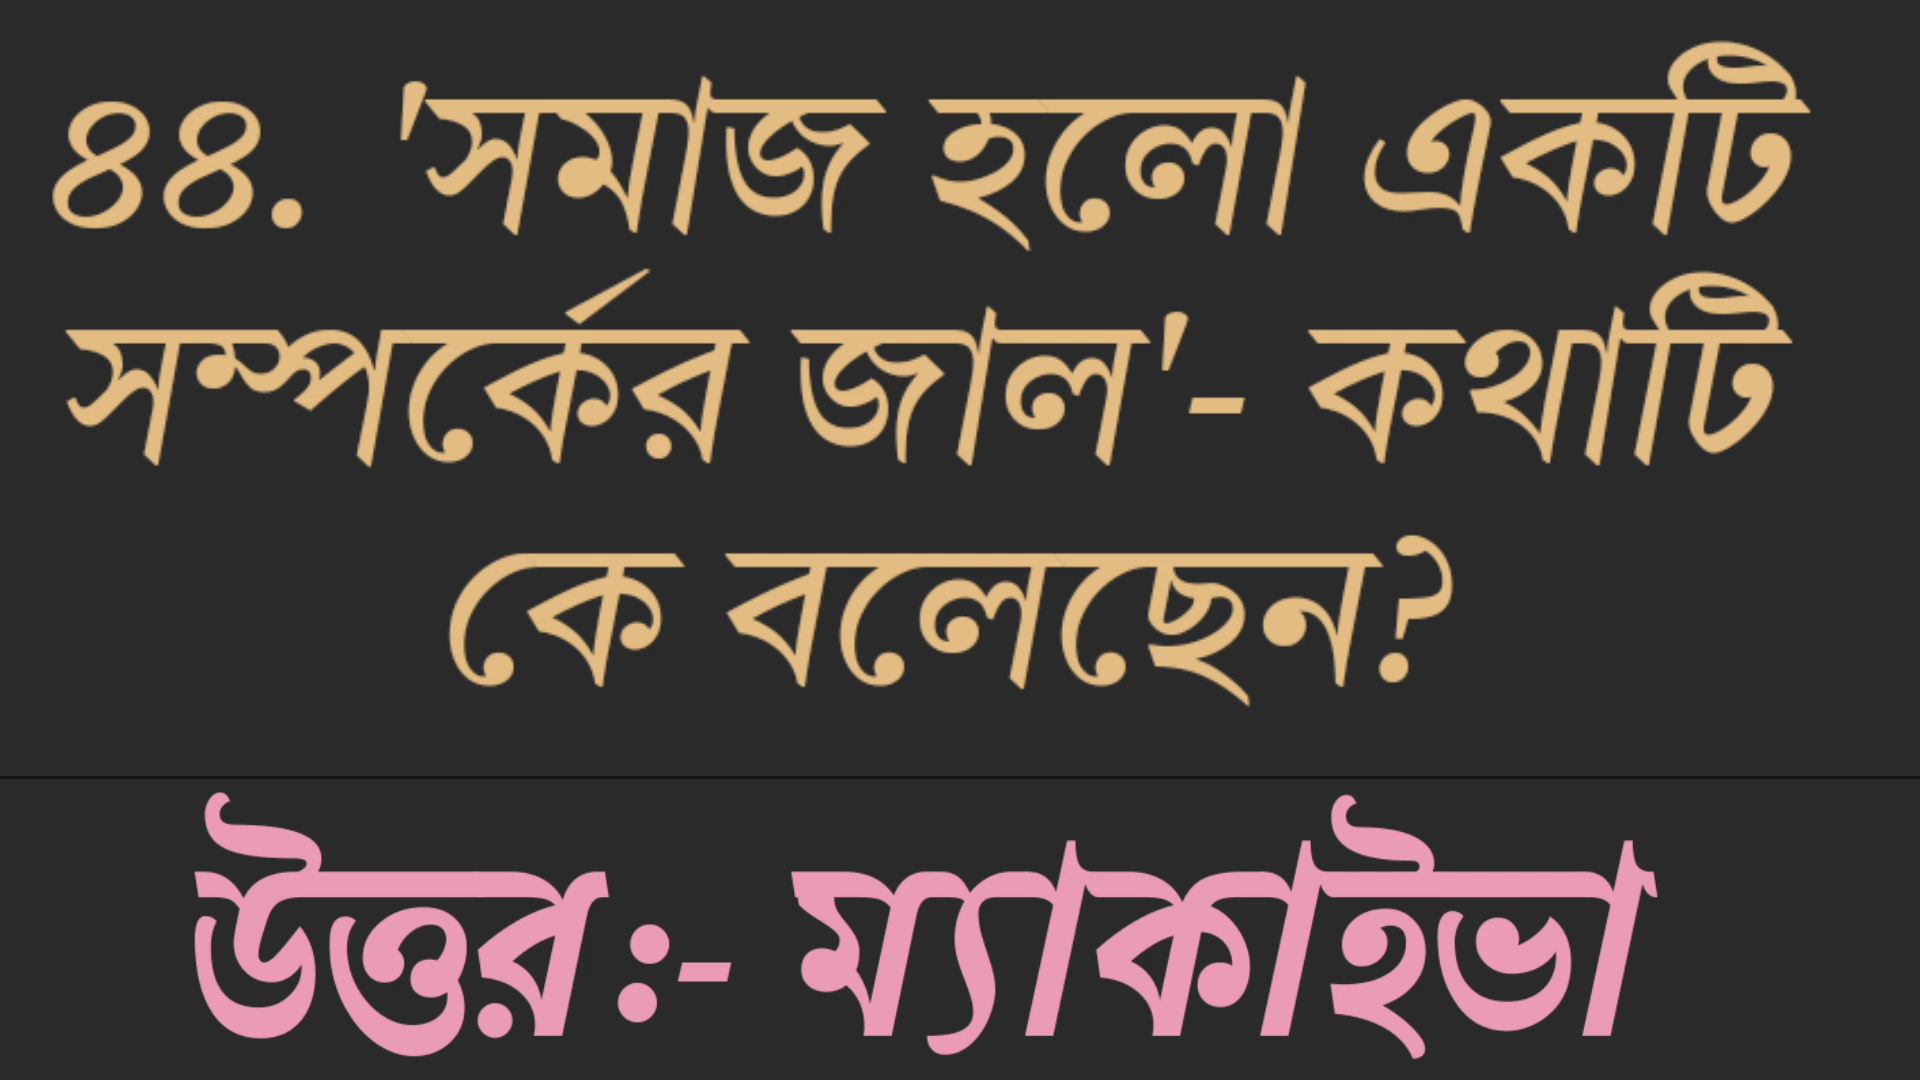 ৪৪. 'সমাজ হলো একটি
সম্পর্কের জাল'- কথাটি
কে বলেছেন?
উত্তর:- ম্যাকাইভা